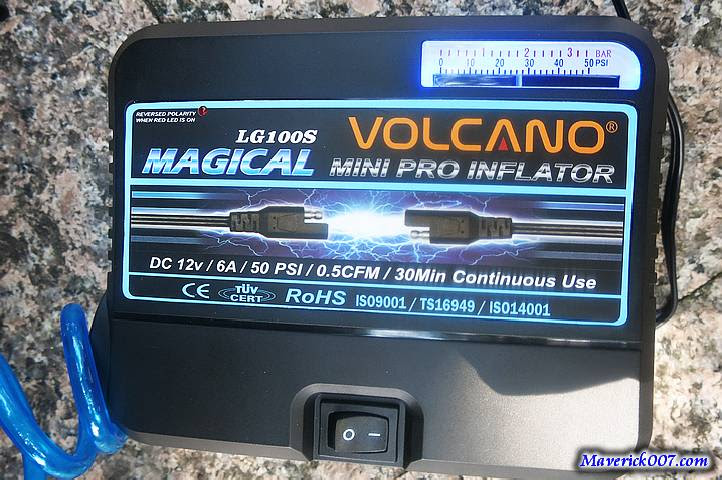 1 2 3 BAR
0 10 20 30 40 50 PSI
REVERSED POLARITY
WHEN RED LED IS ON
LG100S
VOLCANO®
MAGICAL MINI PRO INFLATOR
DC 12v / 6A / 50 PSI / 0.5CFM / 30Min Continuous Use
CE TÜV CERT RoHS ISO9001 / TS16949 / ISO14001
O —
Maverick007.com